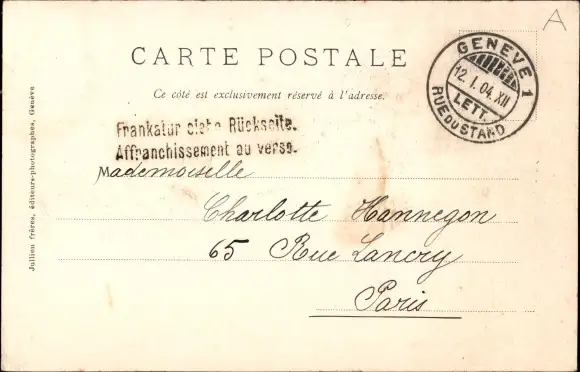 A
CARTE POSTALE
Ce côté est exclusivement réservé à l'adresse.
GENÈVE 1
12. I. 04. XII
LETT.
RUE DU STAND
Frankatur siehe Rückseite.
Affranchissement au verso.
Mademoiselle
Charlotte Hannegon
65 Rue Lancry
Paris
Jullien frères, éditeurs-photographes, Genève